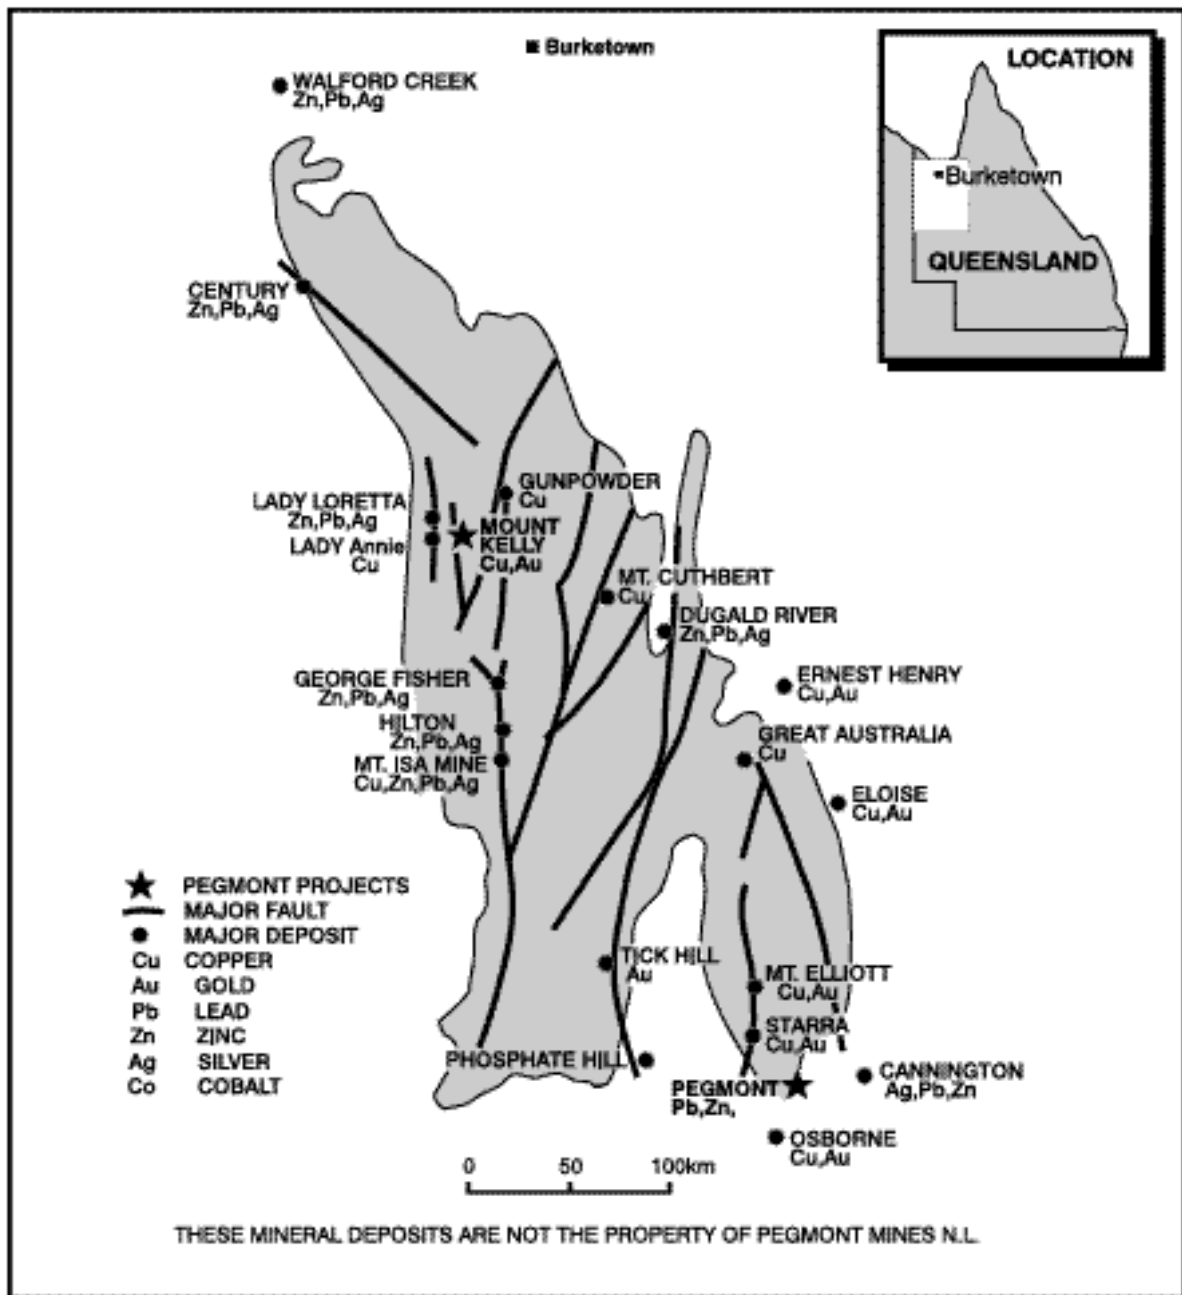 Burketown
WALFORD CREEK
Zn,Pb,Ag
LOCATION
Burketown
QUEENSLAND
CENTURY
Zn,Pb,Ag
GUNPOWDER
Cu
LADY LORETTA
Zn,Pb,Ag
MOUNT
KELLY
Cu,Au
LADY Annie
Cu
MT. CUTHBERT
Cu
DUGALD RIVER
Zn,Pb,Ag
GEORGE FISHER
Zn,Pb,Ag
ERNEST HENRY
Cu,Au
HILTON
Zn,Pb,Ag
GREAT AUSTRALIA
Cu
MT. ISA MINE
Cu,Zn,Pb,Ag
ELOISE
Cu,Au
PEGMONT PROJECTS
MAJOR FAULT
MAJOR DEPOSIT
Cu COPPER
Au GOLD
Pb LEAD
Zn ZINC
Ag SILVER
Co COBALT
TICK HILL
Au
MT. ELLIOTT
Cu,Au
STARRA
Cu,Au
PHOSPHATE HILL
PEGMONT
Pb,Zn,
CANNINGTON
Ag,Pb,Zn
OSBORNE
Cu,Au
0 50 100km
THESE MINERAL DEPOSITS ARE NOT THE PROPERTY OF PEGMONT MINES N.L.